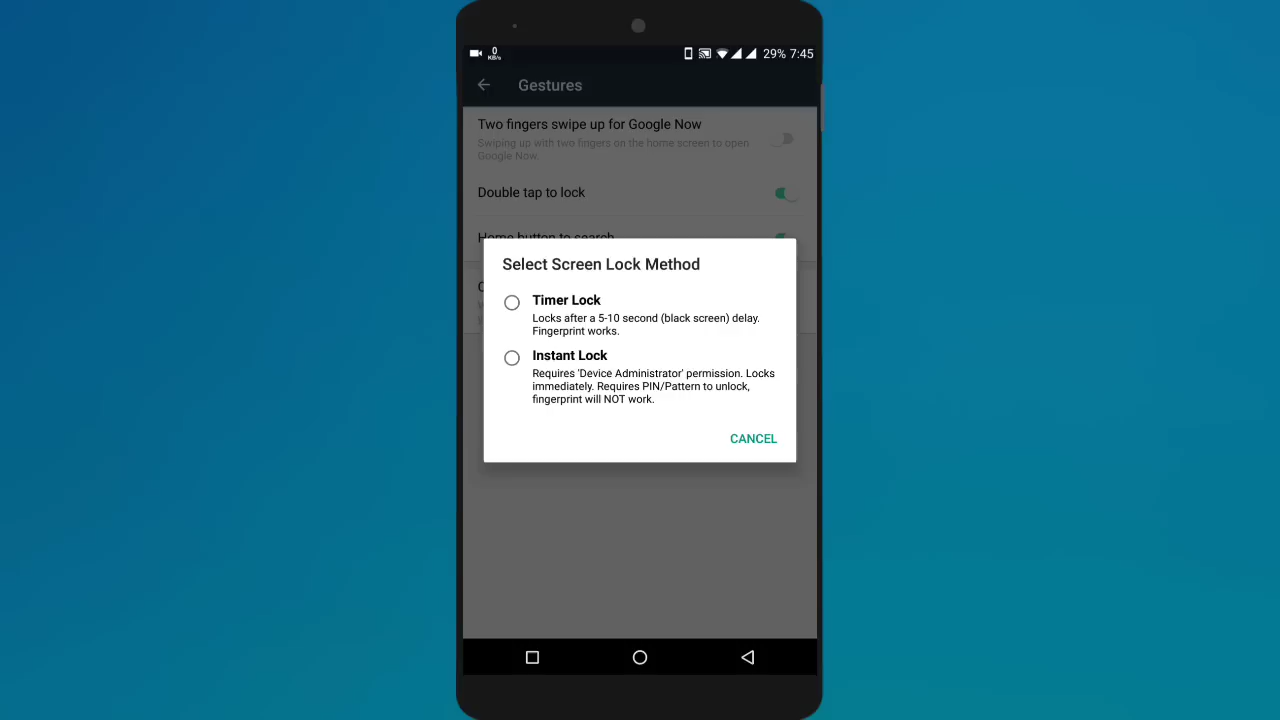 0
KB/s
29% 7:45
Gestures
Two fingers swipe up for Google Now
Swiping up with two fingers on the home screen to open
Google Now.
Double tap to lock
Home button to search
Select Screen Lock Method
Timer Lock
Locks after a 5-10 second (black screen) delay.
Fingerprint works.
Instant Lock
Requires 'Device Administrator' permission. Locks
immediately. Requires PIN/Pattern to unlock,
fingerprint will NOT work.
CANCEL